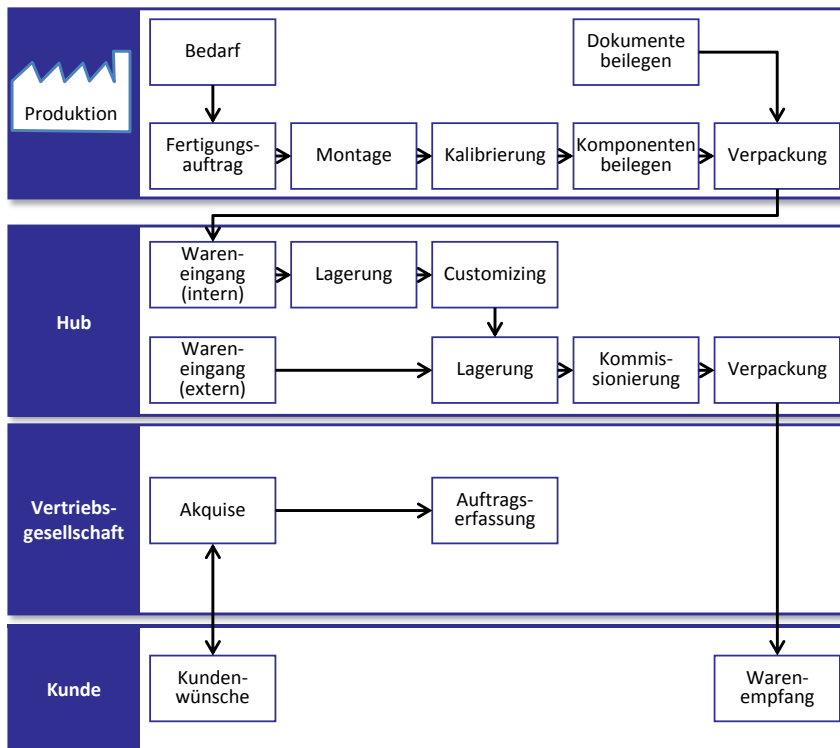 Produktion
Bedarf
Dokumente
beilegen
Fertigungs-
auftrag
Montage
Kalibrierung
Komponenten
beilegen
Verpackung
Hub
Waren-
eingang
(intern)
Lagerung
Customizing
Waren-
eingang
(extern)
Lagerung
Kommis-
sionierung
Verpackung
Vertriebs-
gesellschaft
Akquise
Auftrags-
erfassung
Kunde
Kunden-
wünsche
Waren-
empfang